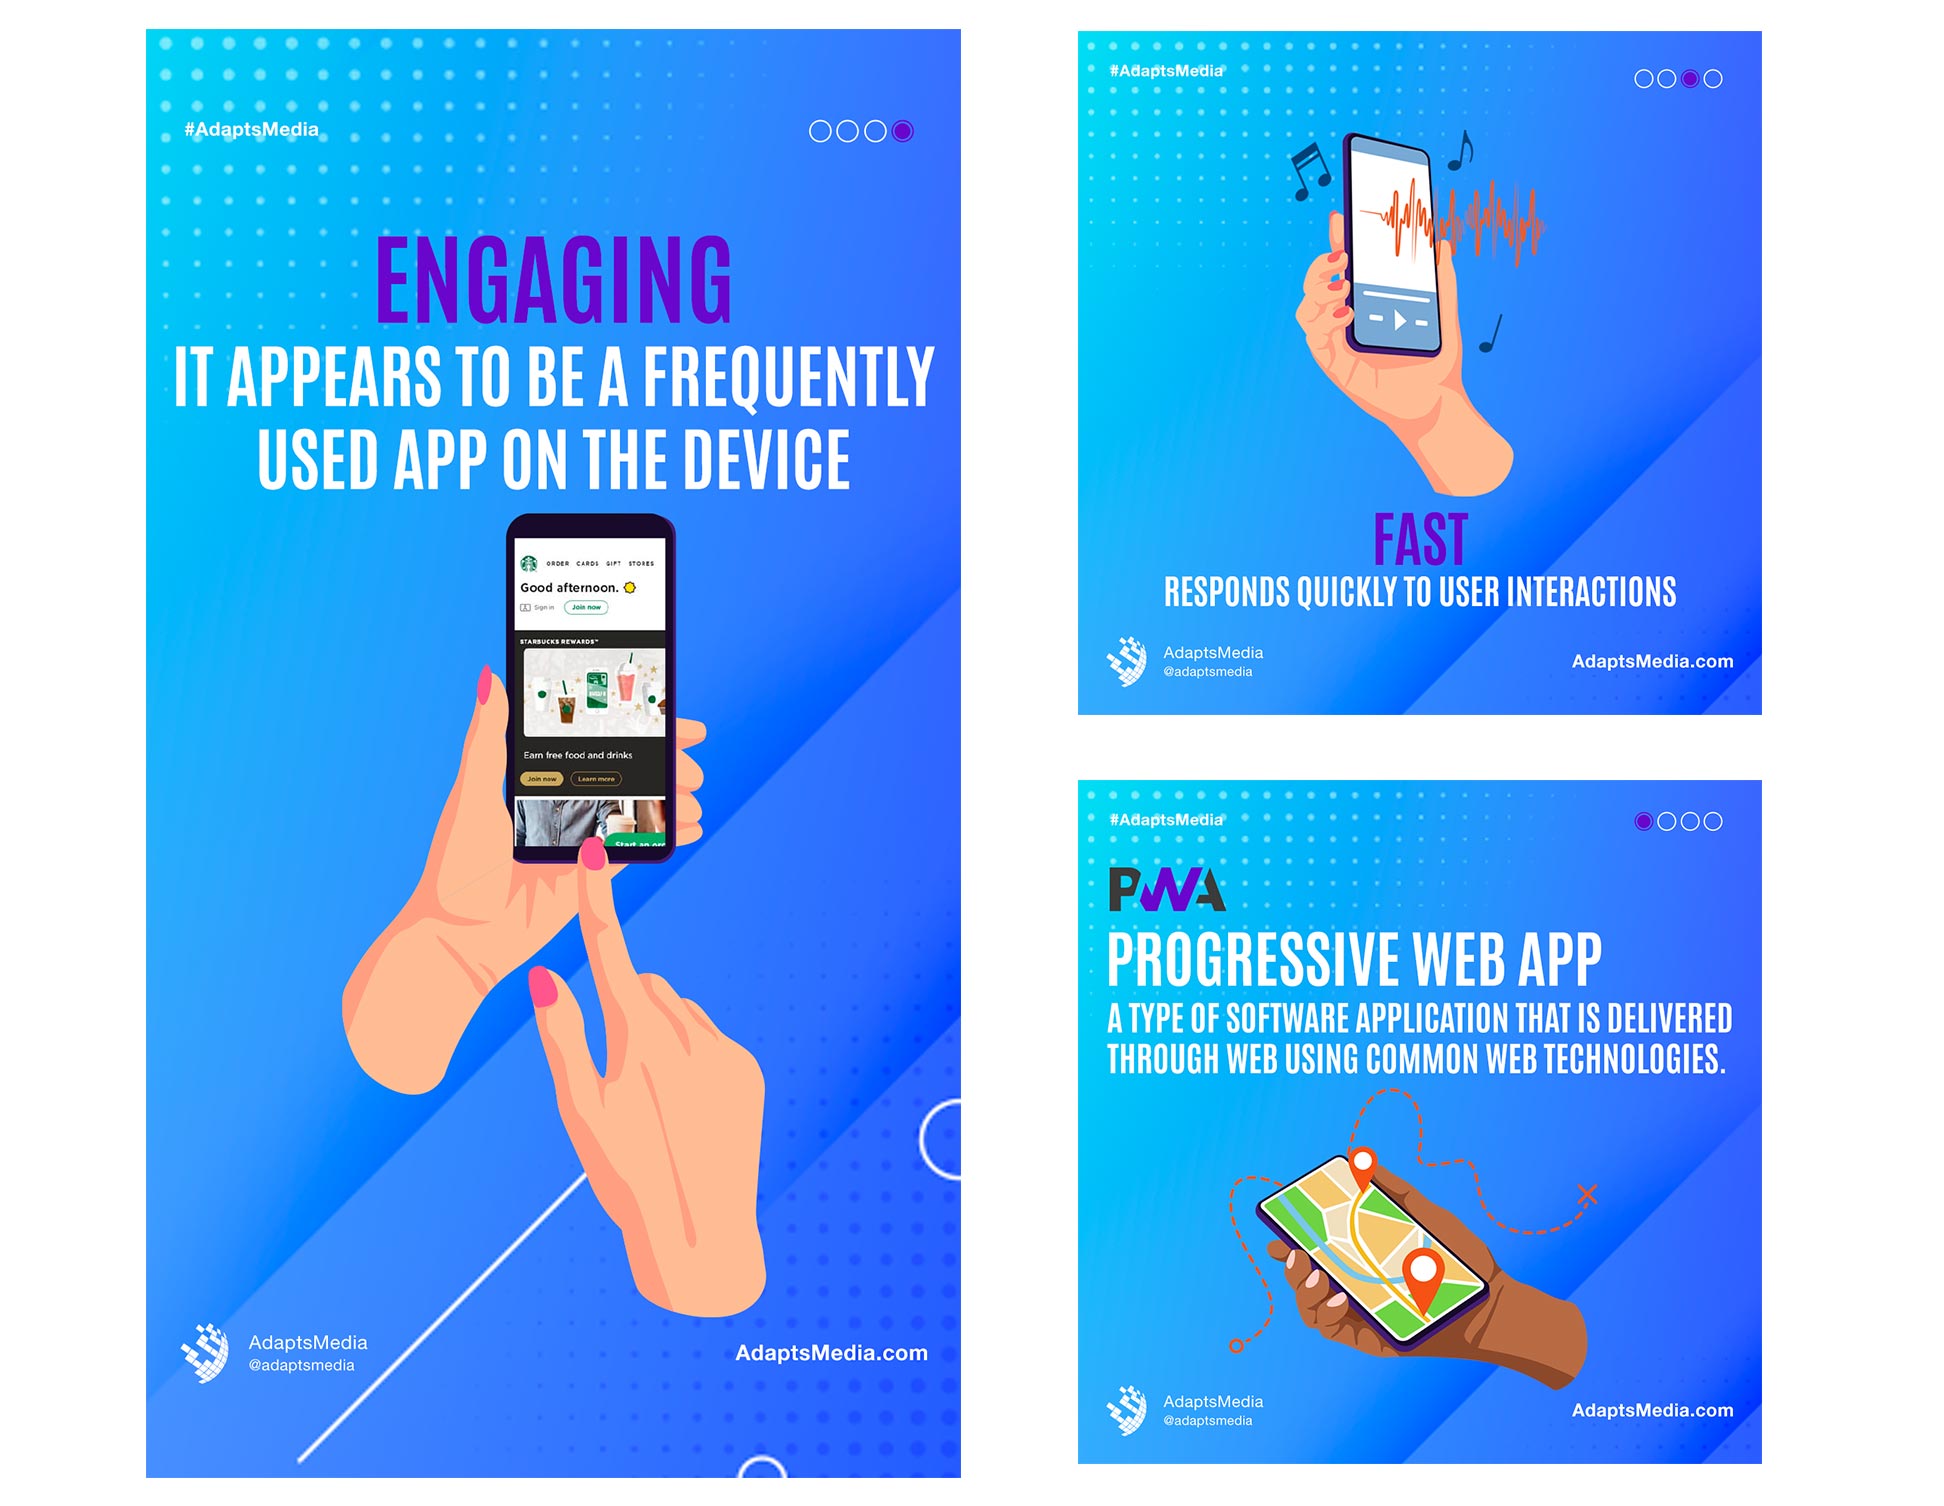 #AdaptsMedia
ENGAGING
IT APPEARS TO BE A FREQUENTLY
USED APP ON THE DEVICE
ORDER CARDS GIFT STORES
Good afternoon.
Sign in Join now
STARBUCKS REWARDS™
Earn free food and drinks
Join now Learn more
Start an
AdaptsMedia
@adaptsmedia
AdaptsMedia.com
#AdaptsMedia
FAST
RESPONDS QUICKLY TO USER INTERACTIONS
AdaptsMedia
@adaptsmedia
AdaptsMedia.com
#AdaptsMedia
PWA
PROGRESSIVE WEB APP
A TYPE OF SOFTWARE APPLICATION THAT IS DELIVERED
THROUGH WEB USING COMMON WEB TECHNOLOGIES.
AdaptsMedia
@adaptsmedia
AdaptsMedia.com